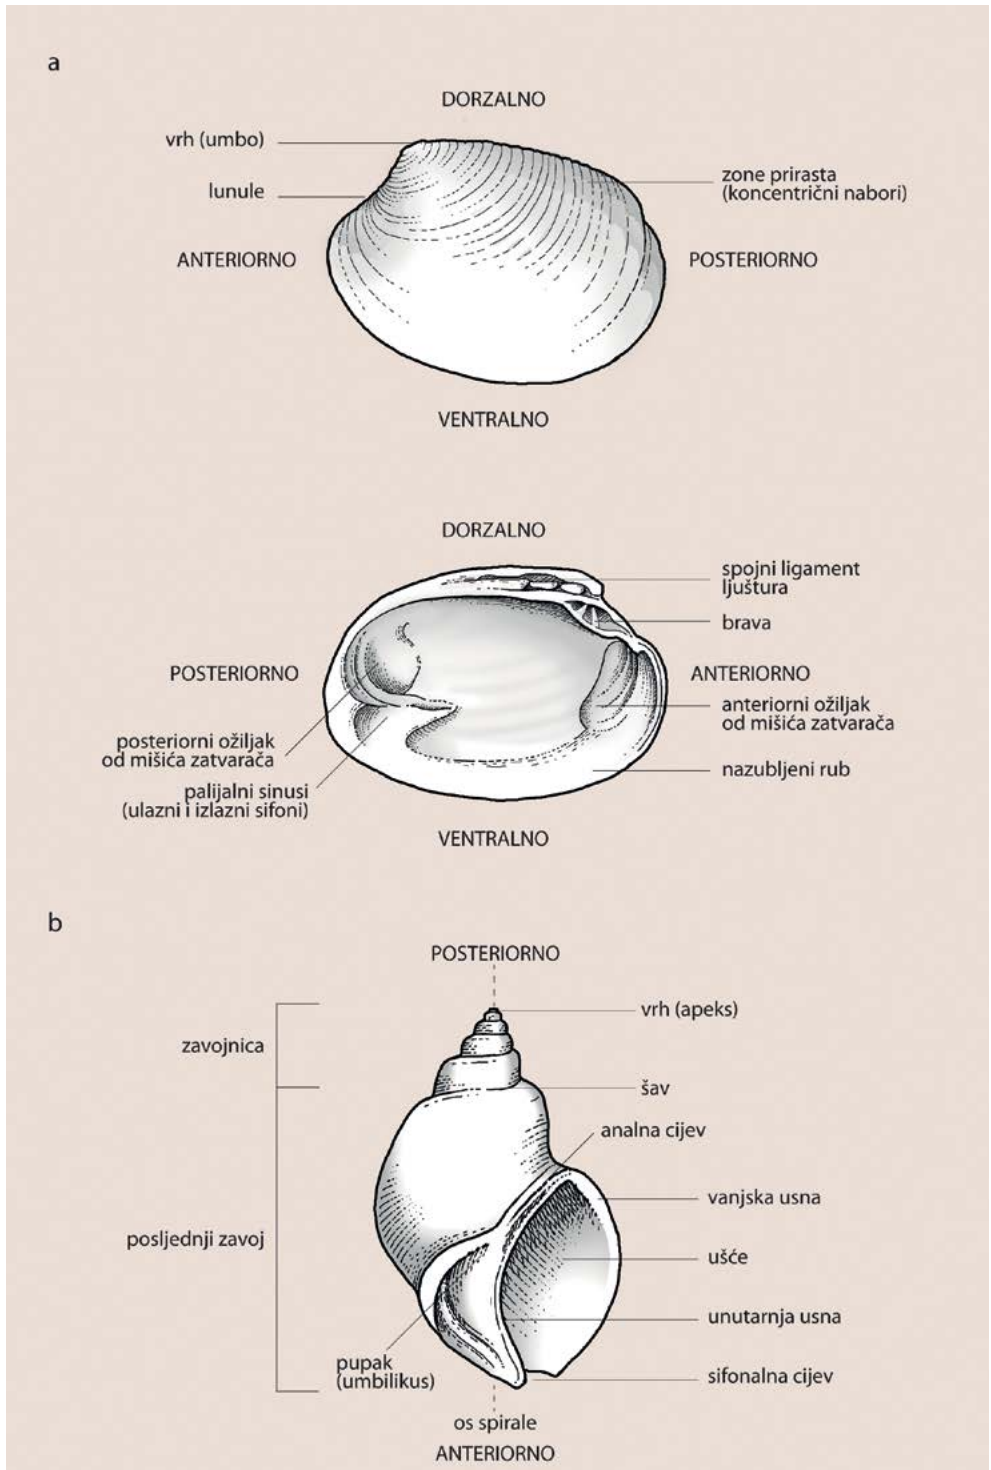 a
DORZALNO
vrh (umbo)
lunule
zone prirasta
(koncentrični nabori)
ANTERIORNO
POSTERIORNO
VENTRALNO
DORZALNO
spojni ligament
ljuštura
brava
POSTERIORNO
ANTERIORNO
anteriorni ožiljak
od mišića zatvarača
posteriorni ožiljak
od mišića zatvarača
nazubljeni rub
palijalni sinusi
(ulazni i izlazni sifoni)
VENTRALNO
b
POSTERIORNO
vrh (apeks)
zavojnica
šav
analna cijev
vanjska usna
posljednji zavoj
ušće
unutarnja usna
pupak
(umbilikus)
sifonalna cijev
os spirale
ANTERIORNO